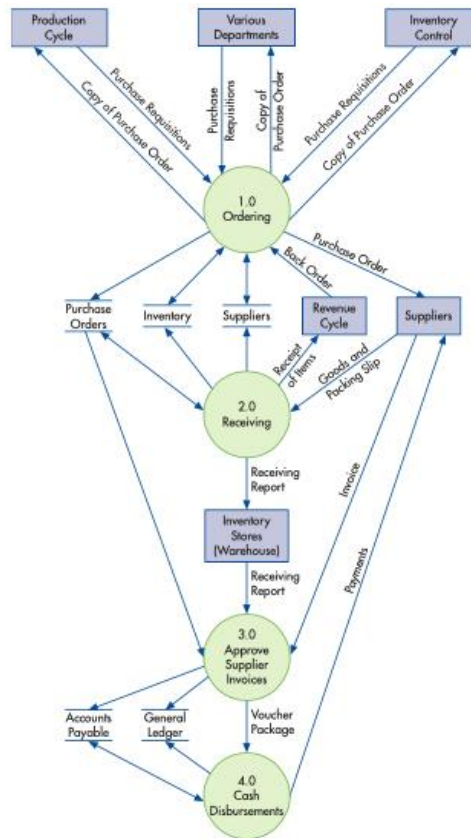 Production
Cycle
Various
Departments
Inventory
Control
Purchase Requisitions
Copy of Purchase Order
Purchase
Requisitions
Copy of
Purchase Order
Purchase Requisitions
Copy of Purchase Order
1.0
Ordering
Purchase Order
Back Order
Purchase
Orders
Inventory
Suppliers
Revenue
Cycle
Suppliers
Receipt
of Items
Goods and
Packing Slip
2.0
Receiving
Receiving
Report
Invoice
Payments
Inventory
Stores
(Warehouse)
Receiving
Report
3.0
Approve
Supplier
Invoices
Accounts
Payable
General
Ledger
Voucher
Package
4.0
Cash
Disbursements